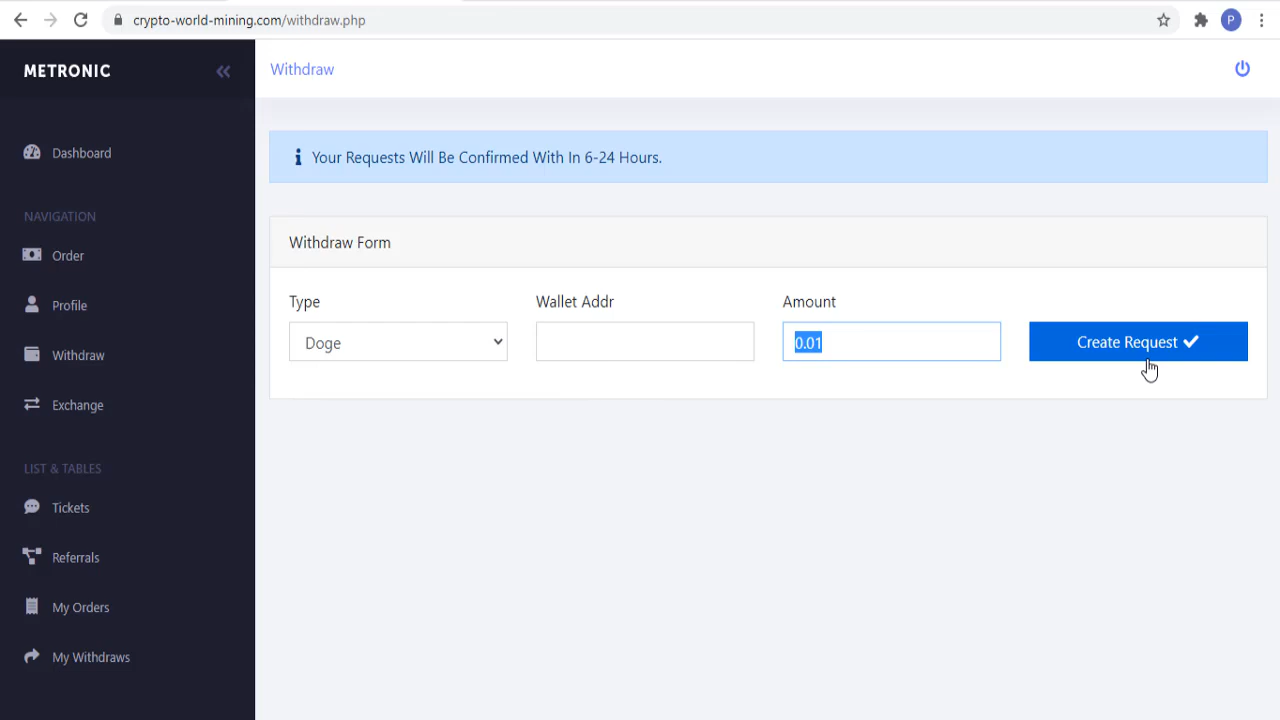 crypto-world-mining.com/withdraw.php
P
METRONIC
Withdraw
Dashboard
Your Requests Will Be Confirmed With In 6-24 Hours.
NAVIGATION
Withdraw Form
Order
Type
Wallet Addr
Amount
Profile
Doge
0.01
Create Request
Withdraw
Exchange
LIST & TABLES
Tickets
Referrals
My Orders
My Withdraws